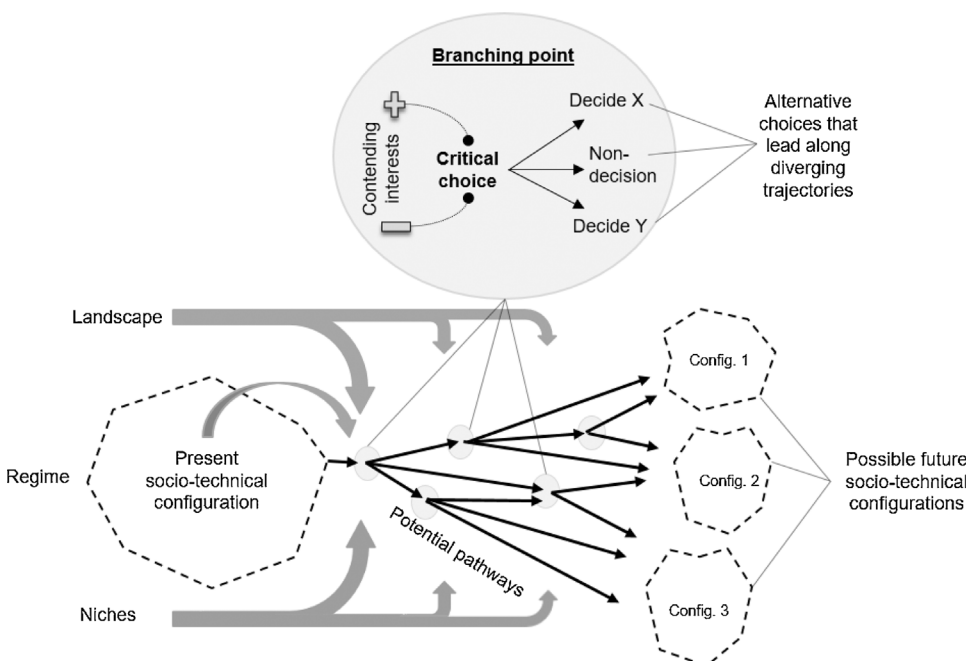 Branching point
Contending
interests
Critical
choice
Decide X
Non-
decision
Decide Y
Alternative
choices that
lead along
diverging
trajectories
Landscape
Regime
Present
socio-technical
configuration
Niches
Potential pathways
Config. 1
Config. 2
Config. 3
Possible future
socio-technical
configurations